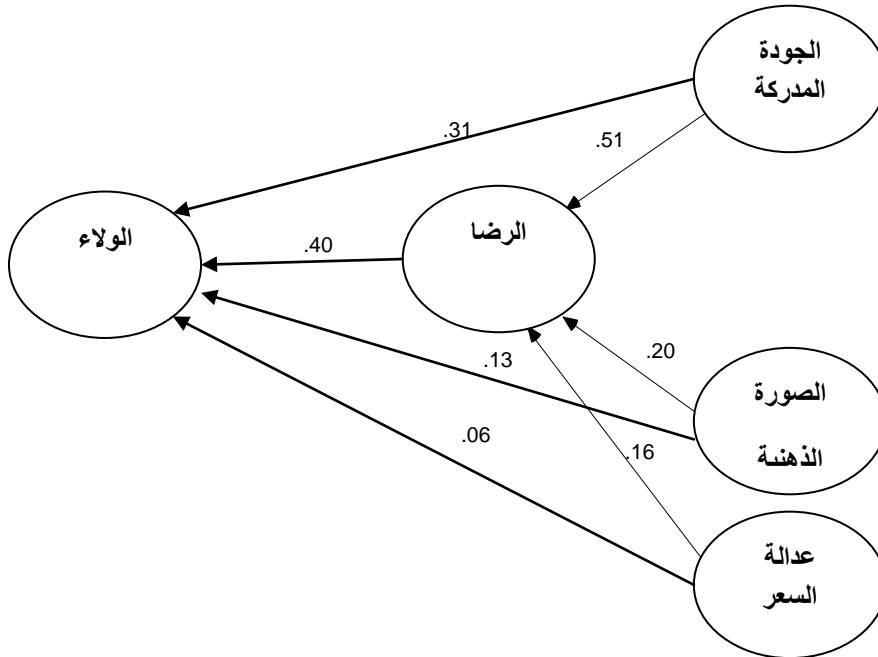 الجودة
المدركة
.31
.51
الرضا
الولاء
.40
.20
.13
الصورة
الذهنية
.06
.16
عدالة
السعر